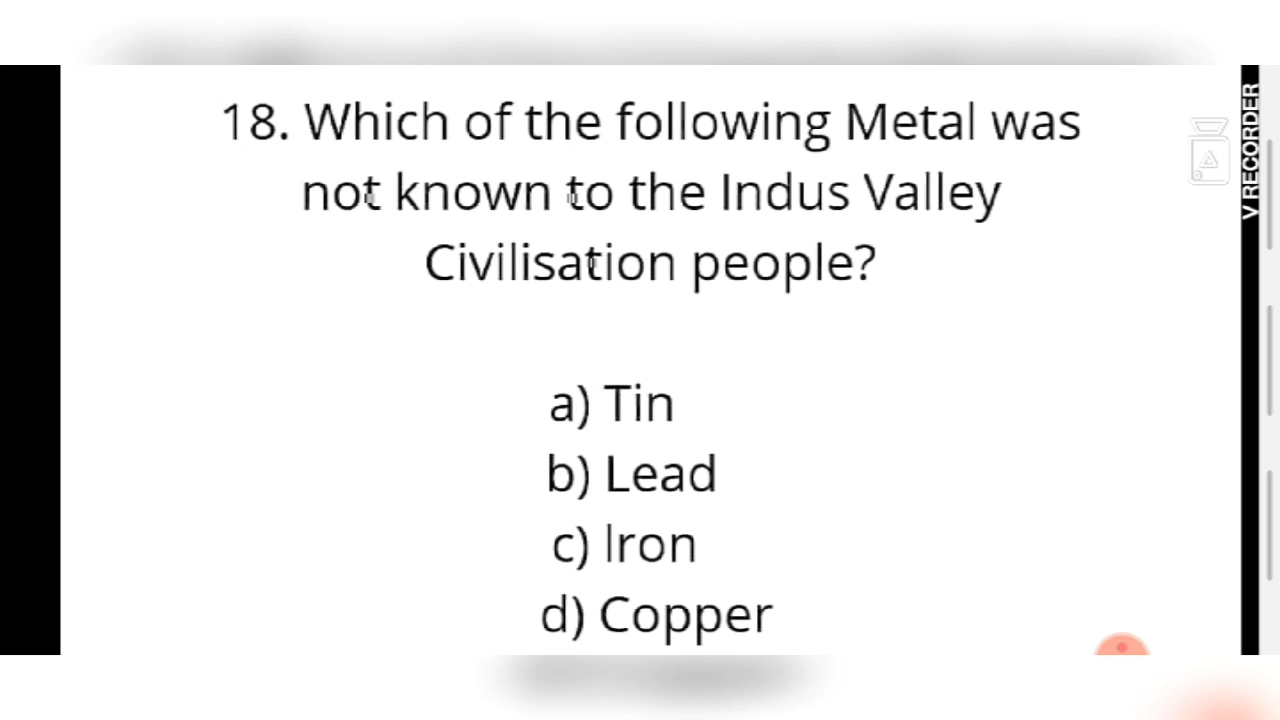 18. Which of the following Metal was
not known to the Indus Valley
Civilisation people?
a) Tin
b) Lead
c) Iron
d) Copper
V RECORDER